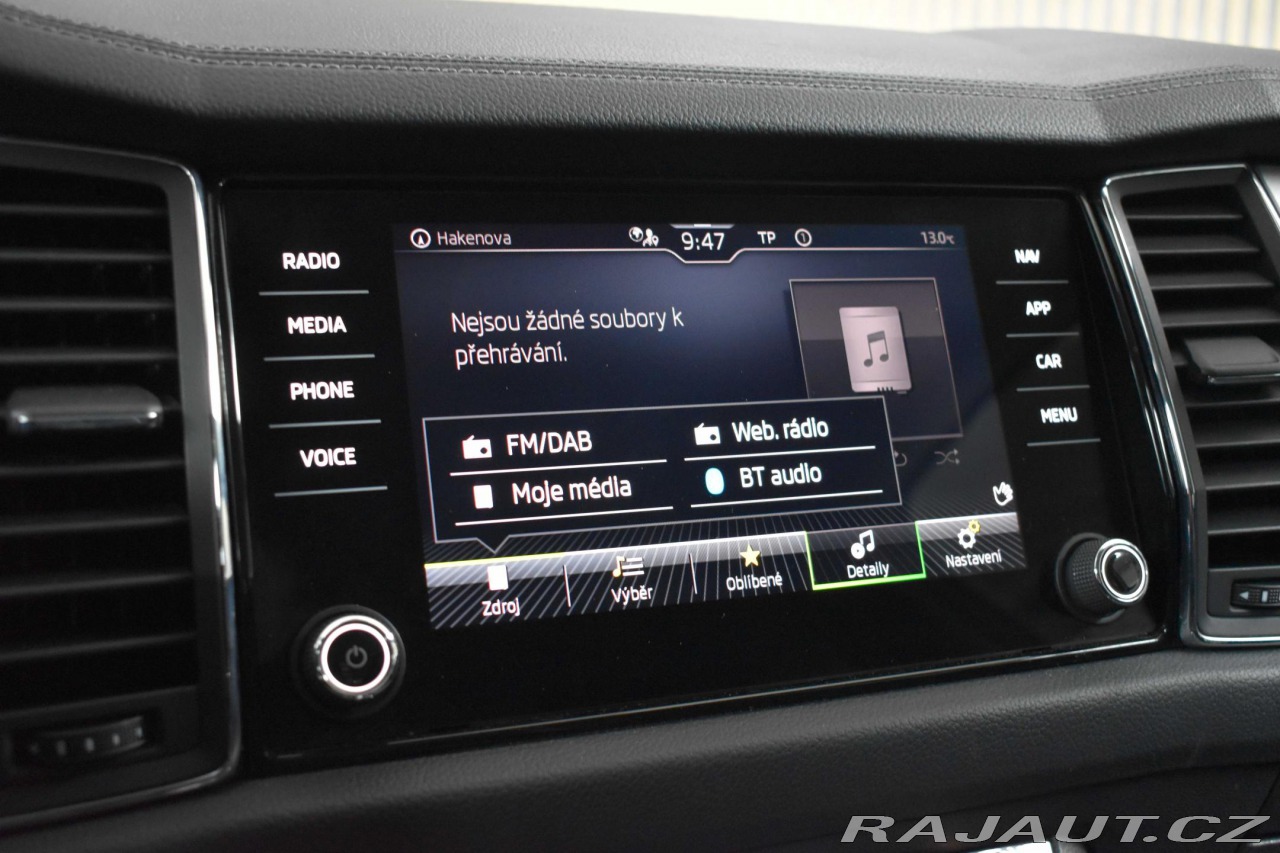 Hakenova 9:47 TP 1 13.0°C
RADIO
MEDIA
PHONE
VOICE
NAV
APP
CAR
MENU
Nejsou žádné soubory k
přehrávání.
FM/DAB Web. rádio
Moje média BT audio
Zdroj Výběr Oblíbené Detaily Nastavení
RAJAUT.CZ